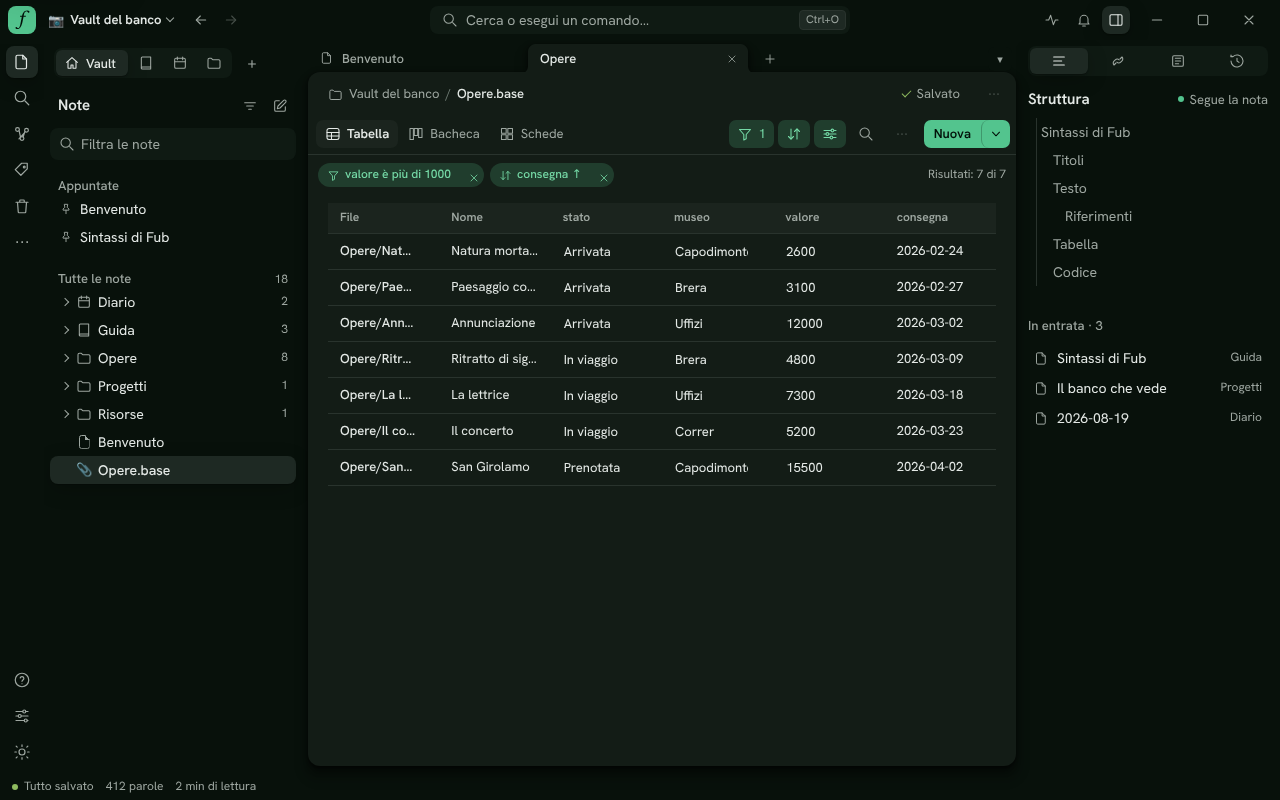 f
Vault del banco
Cerca o esegui un comando...
Ctrl+O
Vault
Benvenuto
Opere
Note
Filtra le note
Appuntate
Benvenuto
Sintassi di Fub
Tutte le note 18
Diario 2
Guida 3
Opere 8
Progetti 1
Risorse 1
Benvenuto
Opere.base
Vault del banco / Opere.base
Salvato
Tabella
Bacheca
Schede
1
Nuova
valore è più di 1000
consegna ↑
Risultati: 7 di 7
File Nome stato museo valore consegna
Opere/Nat... Natura morta... Arrivata Capodimont 2600 2026-02-24
Opere/Pae... Paesaggio co... Arrivata Brera 3100 2026-02-27
Opere/Ann... Annunciazione Arrivata Uffizi 12000 2026-03-02
Opere/Ritr... Ritratto di sig... In viaggio Brera 4800 2026-03-09
Opere/La l... La lettrice In viaggio Uffizi 7300 2026-03-18
Opere/Il co... Il concerto In viaggio Correr 5200 2026-03-23
Opere/San... San Girolamo Prenotata Capodimont 15500 2026-04-02
Struttura
Segue la nota
Sintassi di Fub
Titoli
Testo
Riferimenti
Tabella
Codice
In entrata · 3
Sintassi di Fub Guida
Il banco che vede Progetti
2026-08-19 Diario
Tutto salvato 412 parole 2 min di lettura